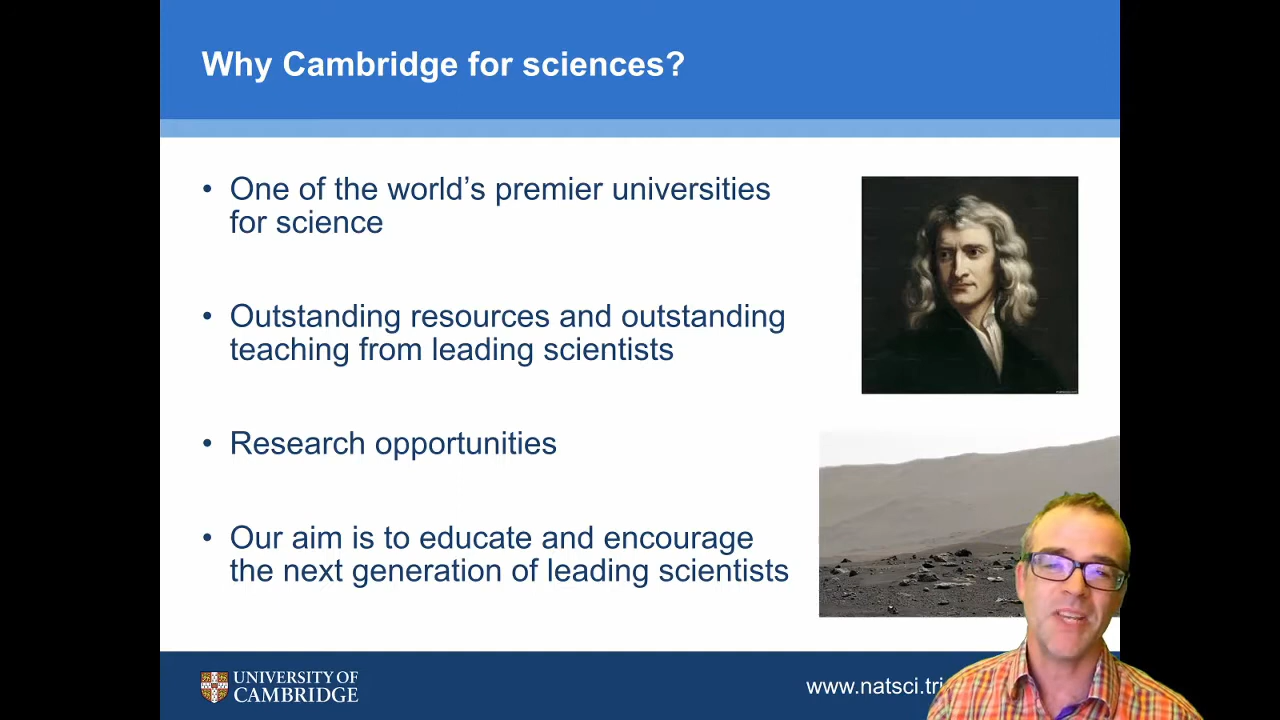 Why Cambridge for sciences?
• One of the world's premier universities
for science
• Outstanding resources and outstanding
teaching from leading scientists
• Research opportunities
• Our aim is to educate and encourage
the next generation of leading scientists
UNIVERSITY OF
CAMBRIDGE
www.natsci.tri